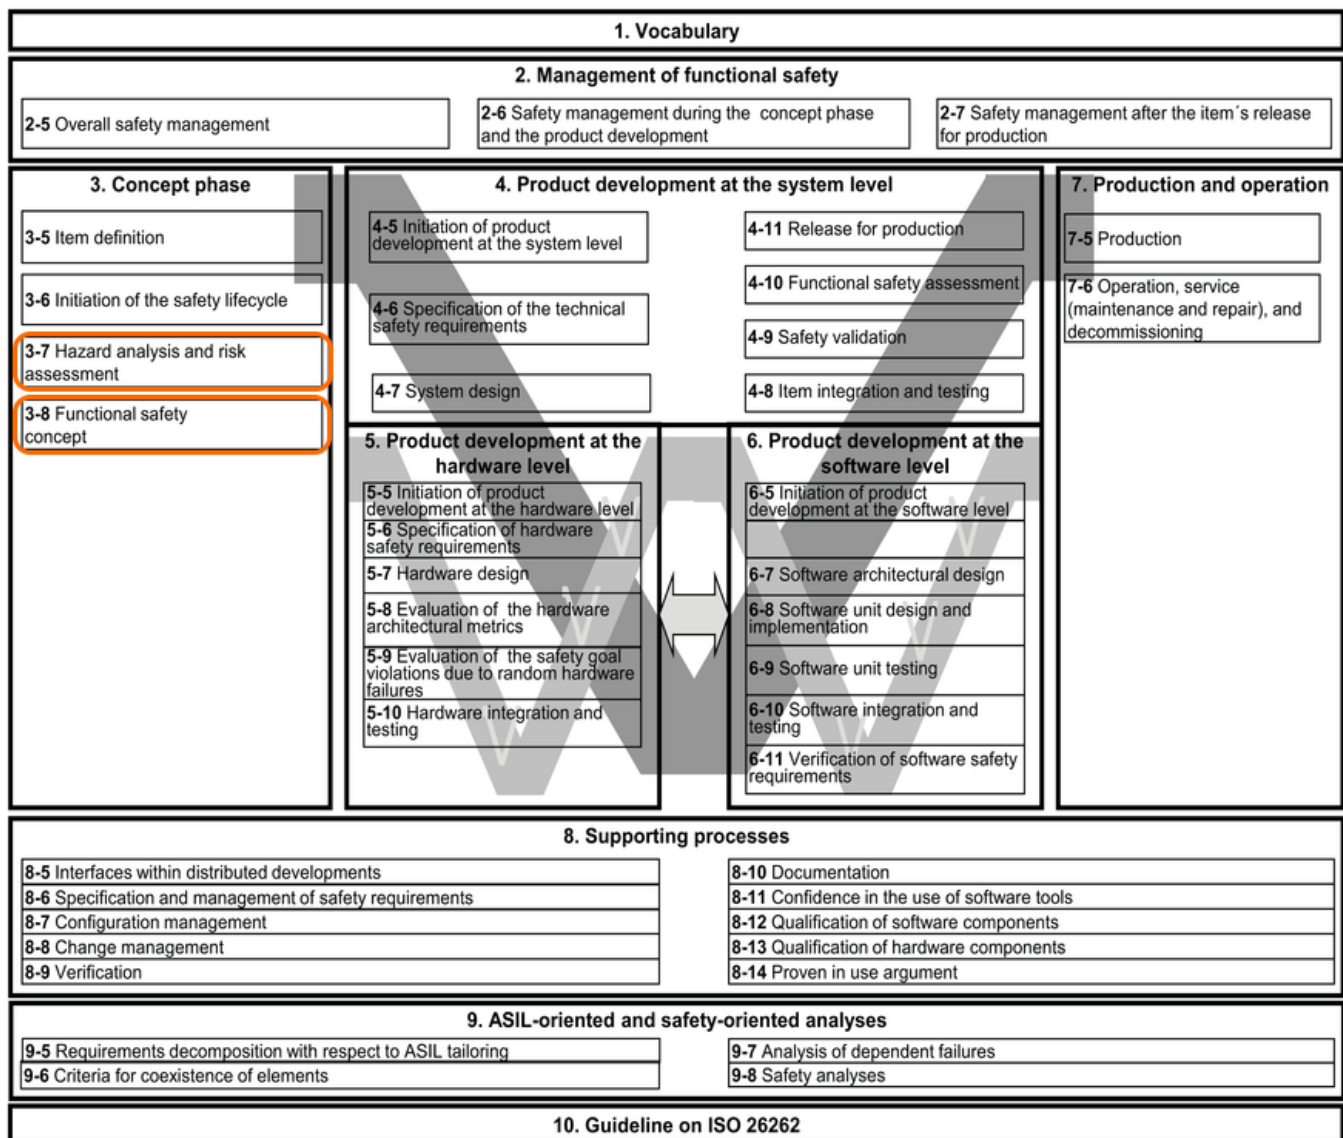 1. Vocabulary
2. Management of functional safety
2-5 Overall safety management
2-6 Safety management during the concept phase
and the product development
2-7 Safety management after the item´s release
for production
3. Concept phase
3-5 Item definition
3-6 Initiation of the safety lifecycle
3-7 Hazard analysis and risk
assessment
3-8 Functional safety
concept
4. Product development at the system level
4-5 Initiation of product
development at the system level
4-6 Specification of the technical
safety requirements
4-7 System design
4-11 Release for production
4-10 Functional safety assessment
4-9 Safety validation
4-8 Item integration and testing
7. Production and operation
7-5 Production
7-6 Operation, service
(maintenance and repair), and
decommissioning
5. Product development at the
hardware level
5-5 Initiation of product
development at the hardware level
5-6 Specification of hardware
safety requirements
5-7 Hardware design
5-8 Evaluation of the hardware
architectural metrics
5-9 Evaluation of the safety goal
violations due to random hardware
failures
5-10 Hardware integration and
testing
6. Product development at the
software level
6-5 Initiation of product
development at the software level
6-7 Software architectural design
6-8 Software unit design and
implementation
6-9 Software unit testing
6-10 Software integration and
testing
6-11 Verification of software safety
requirements
8. Supporting processes
8-5 Interfaces within distributed developments
8-6 Specification and management of safety requirements
8-7 Configuration management
8-8 Change management
8-9 Verification
8-10 Documentation
8-11 Confidence in the use of software tools
8-12 Qualification of software components
8-13 Qualification of hardware components
8-14 Proven in use argument
9. ASIL-oriented and safety-oriented analyses
9-5 Requirements decomposition with respect to ASIL tailoring
9-6 Criteria for coexistence of elements
9-7 Analysis of dependent failures
9-8 Safety analyses
10. Guideline on ISO 26262